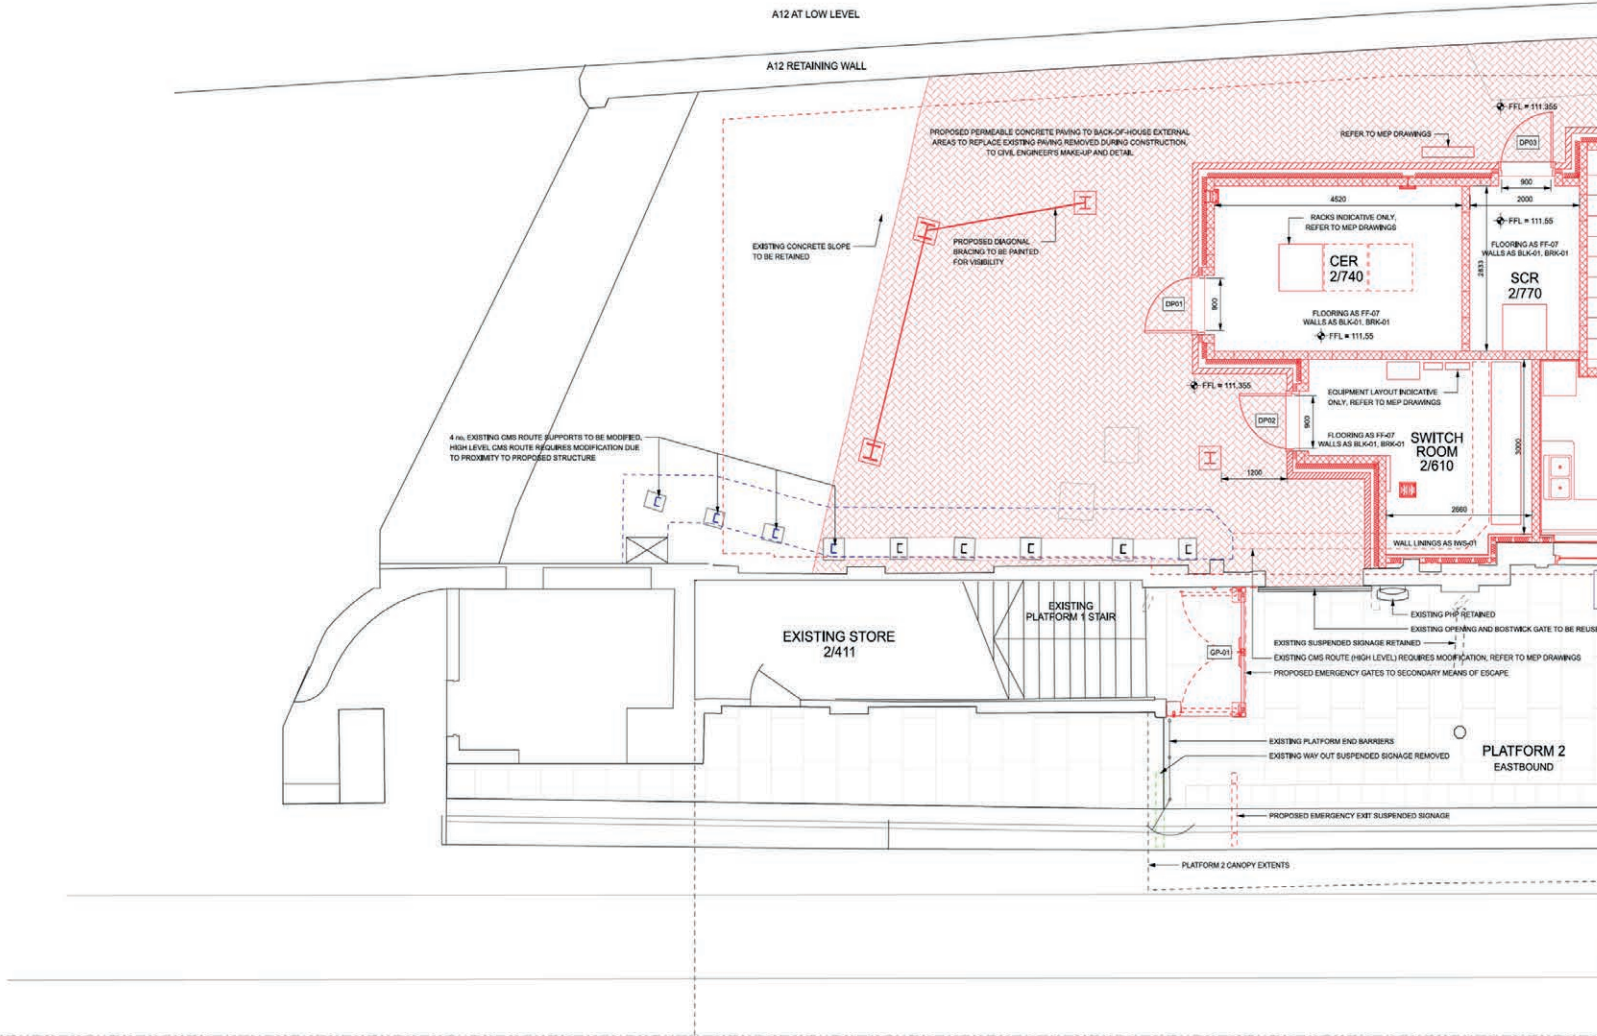 A12 AT LOW LEVEL
A12 RETAINING WALL
PROPOSED PERMEABLE CONCRETE PAVING TO BACK-OF-HOUSE EXTERNAL
AREAS TO REPLACE EXISTING PAVING REMOVED DURING CONSTRUCTION,
TO CIVIL ENGINEER'S MAKE-UP AND DETAIL
FFL = 111.355
REFER TO MEP DRAWINGS
DP03
900
4520
2000
RACKS INDICATIVE ONLY,
REFER TO MEP DRAWINGS
FFL = 111.55
EXISTING CONCRETE SLOPE
TO BE RETAINED
PROPOSED DIAGONAL
BRACING TO BE PAINTED
FOR VISIBILITY
FLOORING AS FF-07
WALLS AS BLK-01, BRK-01
CER
2/740
2833
SCR
2/770
DP01
900
FLOORING AS FF-07
WALLS AS BLK-01, BRK-01
FFL = 111.55
FFL = 111.355
EQUIPMENT LAYOUT INDICATIVE
ONLY, REFER TO MEP DRAWINGS
DP02
900
FLOORING AS FF-07
WALLS AS BLK-01, BRK-01
SWITCH
ROOM
2/610
3000
4 no. EXISTING CMS ROUTE SUPPORTS TO BE MODIFIED,
HIGH LEVEL CMS ROUTE REQUIRES MODIFICATION DUE
TO PROXIMITY TO PROPOSED STRUCTURE
1200
2660
WALL LININGS AS IWS-01
EXISTING
PLATFORM 1 STAIR
EXISTING STORE
2/411
EXISTING PHP RETAINED
EXISTING OPENING AND BOSTWICK GATE TO BE REUSE
EXISTING SUSPENDED SIGNAGE RETAINED
GP-01
EXISTING CMS ROUTE (HIGH LEVEL) REQUIRES MODIFICATION, REFER TO MEP DRAWINGS
PROPOSED EMERGENCY GATES TO SECONDARY MEANS OF ESCAPE
EXISTING PLATFORM END BARRIERS
EXISTING WAY OUT SUSPENDED SIGNAGE REMOVED
PLATFORM 2
EASTBOUND
PROPOSED EMERGENCY EXIT SUSPENDED SIGNAGE
PLATFORM 2 CANOPY EXTENTS